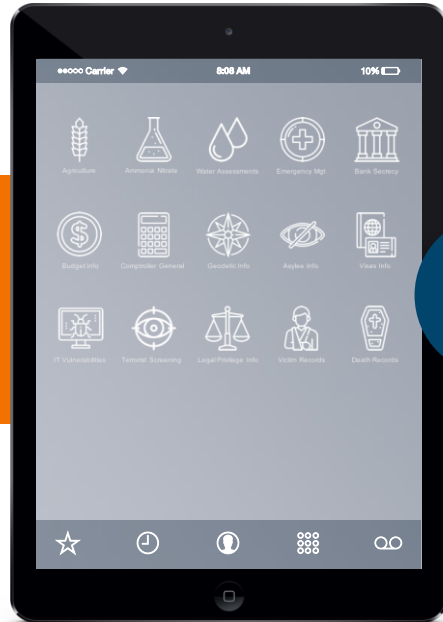 Carrier 8:08 AM 10%
Agriculture Ammonial Nitrate Water Assessments Emergency Mgt Bank Secrecy
Budget Info Comptroller General Geodetic Info Asylee Info Visas Info
IT Vulnerabilities Terrorist Screening Legal Privilege Info Victim Records Death Records